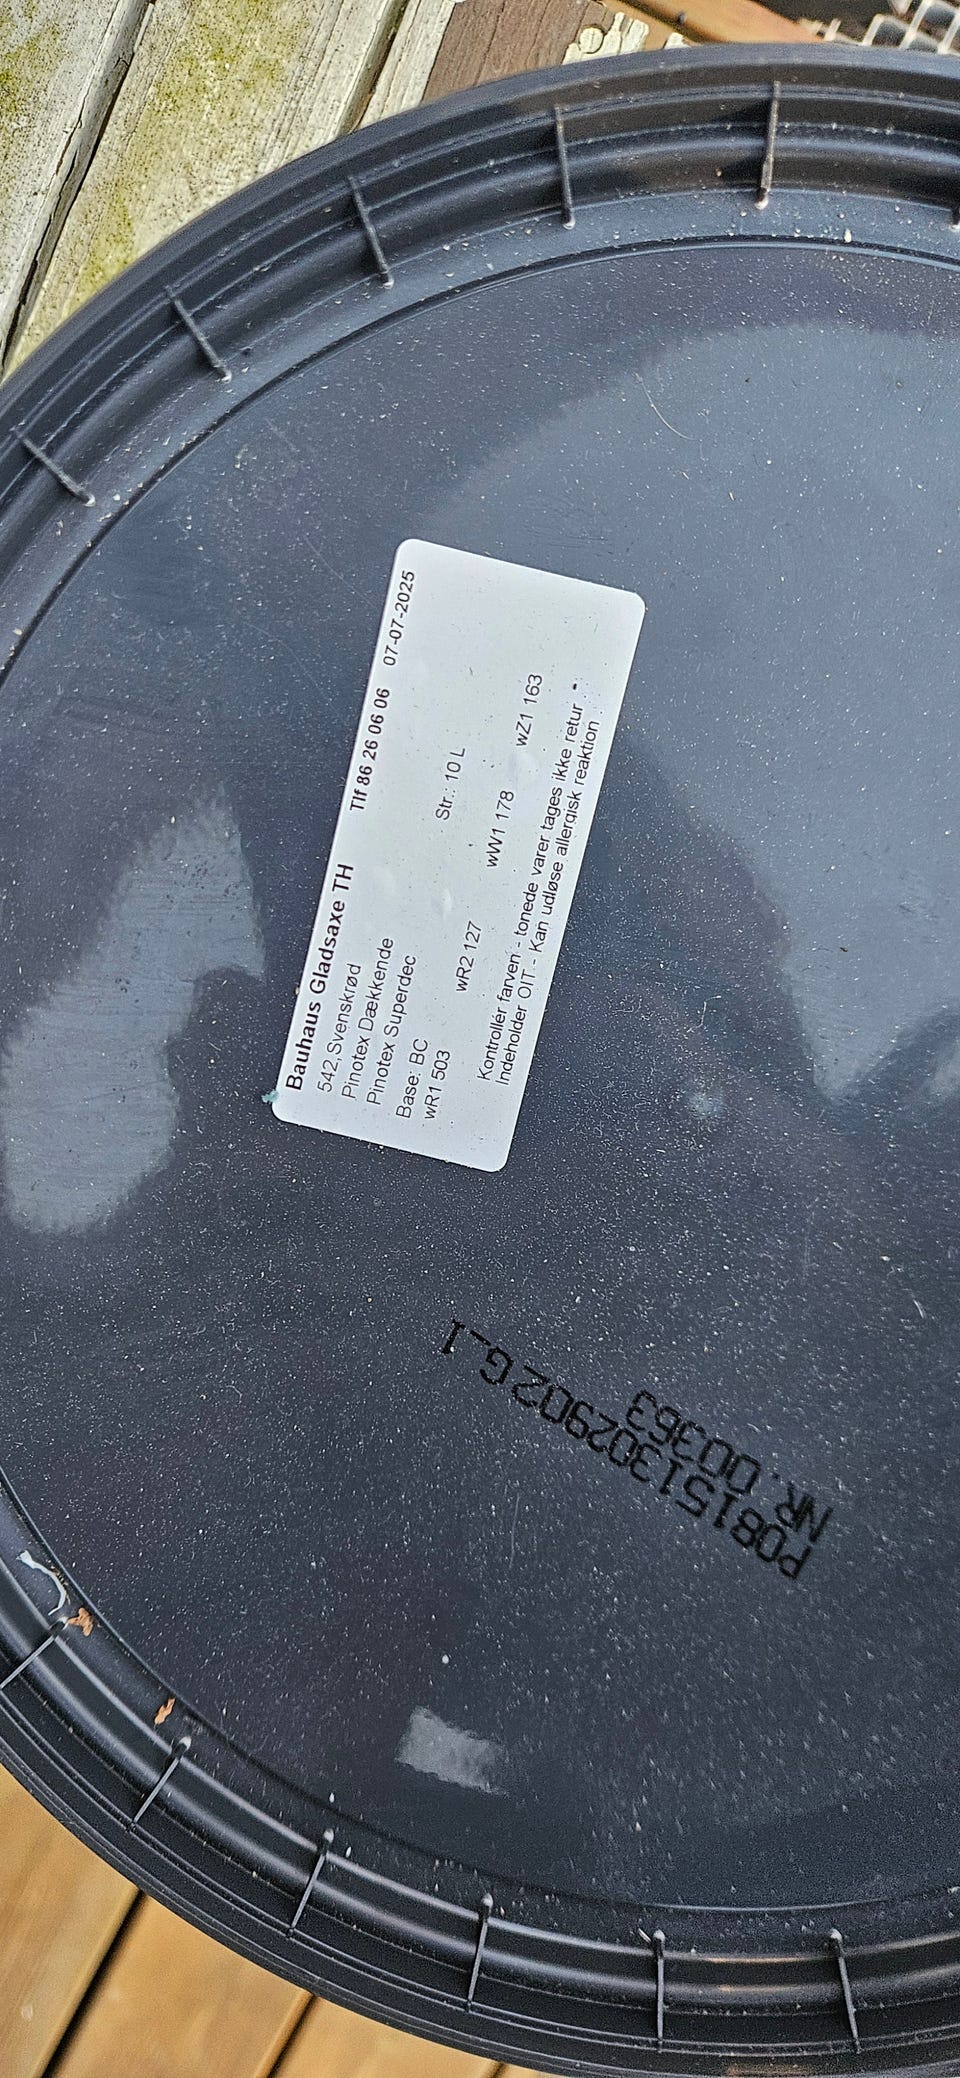 Bauhaus Gladsaxe TH Tlf 86 26 06 06 07-07-2025
542,Svenskrød
Pinotex Dækkende
Pinotex Superdec
Base: BC Str.: 10 L
wR1 503 wR2 127 wW1 178 wZ1 163
Kontrollér farven - tonede varer tages ikke retur -
Indeholder OIT - Kan udløse allergisk reaktion
P08151302902 G_1
NR. 00363